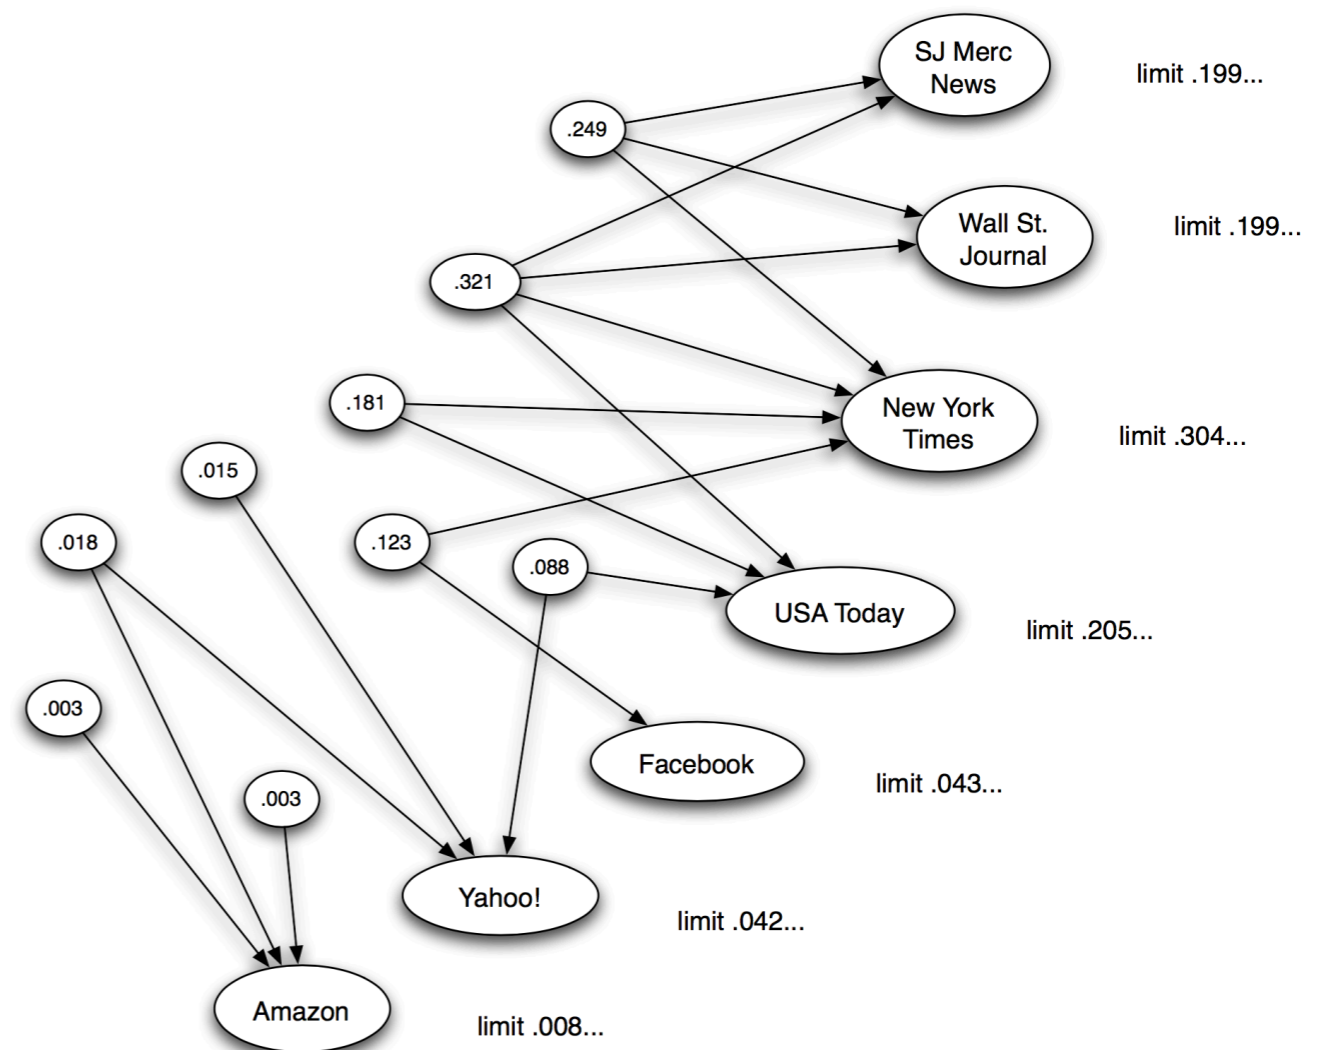 SJ Merc
News
limit .199...
.249
Wall St.
Journal
limit .199...
.321
.181
New York
Times
limit .304...
.015
.018
.123
.088
USA Today
limit .205...
.003
Facebook
limit .043...
.003
Yahoo!
limit .042...
Amazon
limit .008...